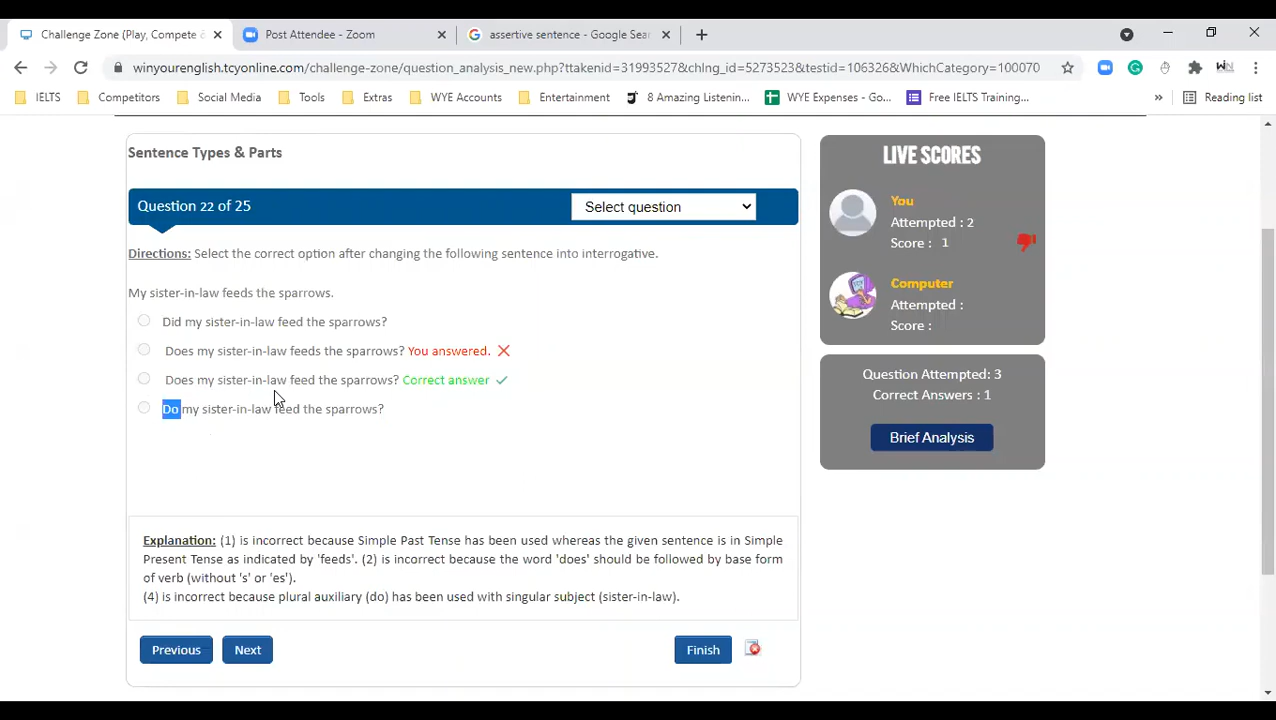 Challenge Zone (Play, Compete &
Post Attendee - Zoom
assertive sentence - Google Sear
winyourenglish.tcyonline.com/challenge-zone/question_analysis_new.php?ttakenid=31993527&chlng_id=5273523&testid=106326&WhichCategory=100070
IELTS
Competitors
Social Media
Tools
Extras
WYE Accounts
Entertainment
8 Amazing Listenin...
WYE Expenses - Go...
Free IELTS Training...
»
Reading list
Sentence Types & Parts
Question 22 of 25
Select question
Directions: Select the correct option after changing the following sentence into interrogative.
My sister-in-law feeds the sparrows.
Did my sister-in-law feed the sparrows?
Does my sister-in-law feeds the sparrows? You answered.
Does my sister-in-law feed the sparrows? Correct answer
Do my sister-in-law feed the sparrows?
Explanation: (1) is incorrect because Simple Past Tense has been used whereas the given sentence is in Simple
Present Tense as indicated by 'feeds'. (2) is incorrect because the word 'does' should be followed by base form
of verb (without 's' or 'es').
(4) is incorrect because plural auxiliary (do) has been used with singular subject (sister-in-law).
Previous
Next
Finish
LIVE SCORES
You
Attempted : 2
Score : 1
Computer
Attempted :
Score :
Question Attempted: 3
Correct Answers : 1
Brief Analysis